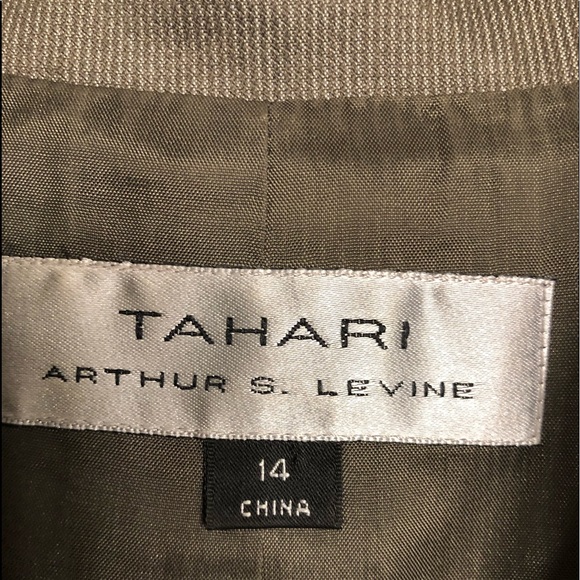 TAHARI
ARTHUR S. LEVINE
14
CHINA